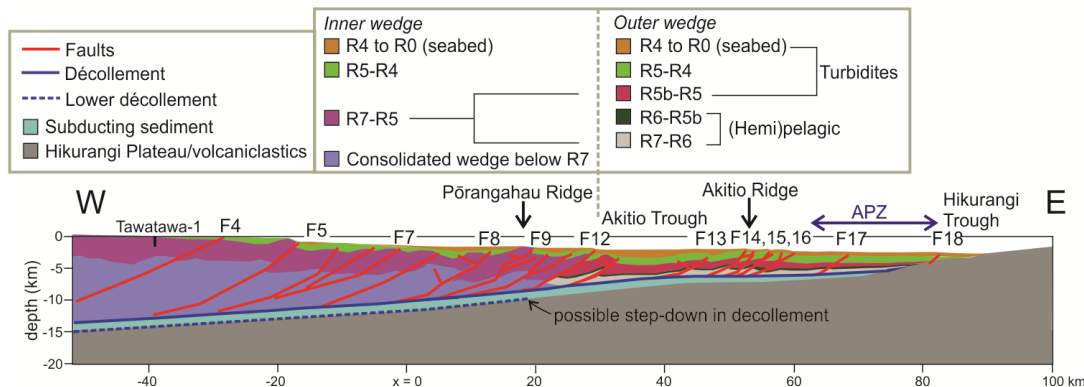 Faults
Décollement
Lower décollement
Subducting sediment
Hikurangi Plateau/volcaniclastics
Inner wedge
R4 to R0 (seabed)
R5-R4
R7-R5
Consolidated wedge below R7
Outer wedge
R4 to R0 (seabed)
R5-R4
R5b-R5
Turbidites
R6-R5b
R7-R6
(Hemi)pelagic
W
Pōrangahau Ridge
Akitio Ridge
Hikurangi
Trough
E
Tawatawa-1
F4
F5
F7
F8
F9
F12
Akitio Trough
F13
F14,15,16
APZ
F17
F18
depth (km)
0
-5
-10
-15
-20
possible step-down in decollement
-40
-20
x = 0
20
40
60
80
100 km